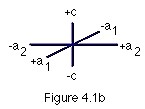 +c
-a1
-a2
+a2
+a1
-c
Figure 4.1b